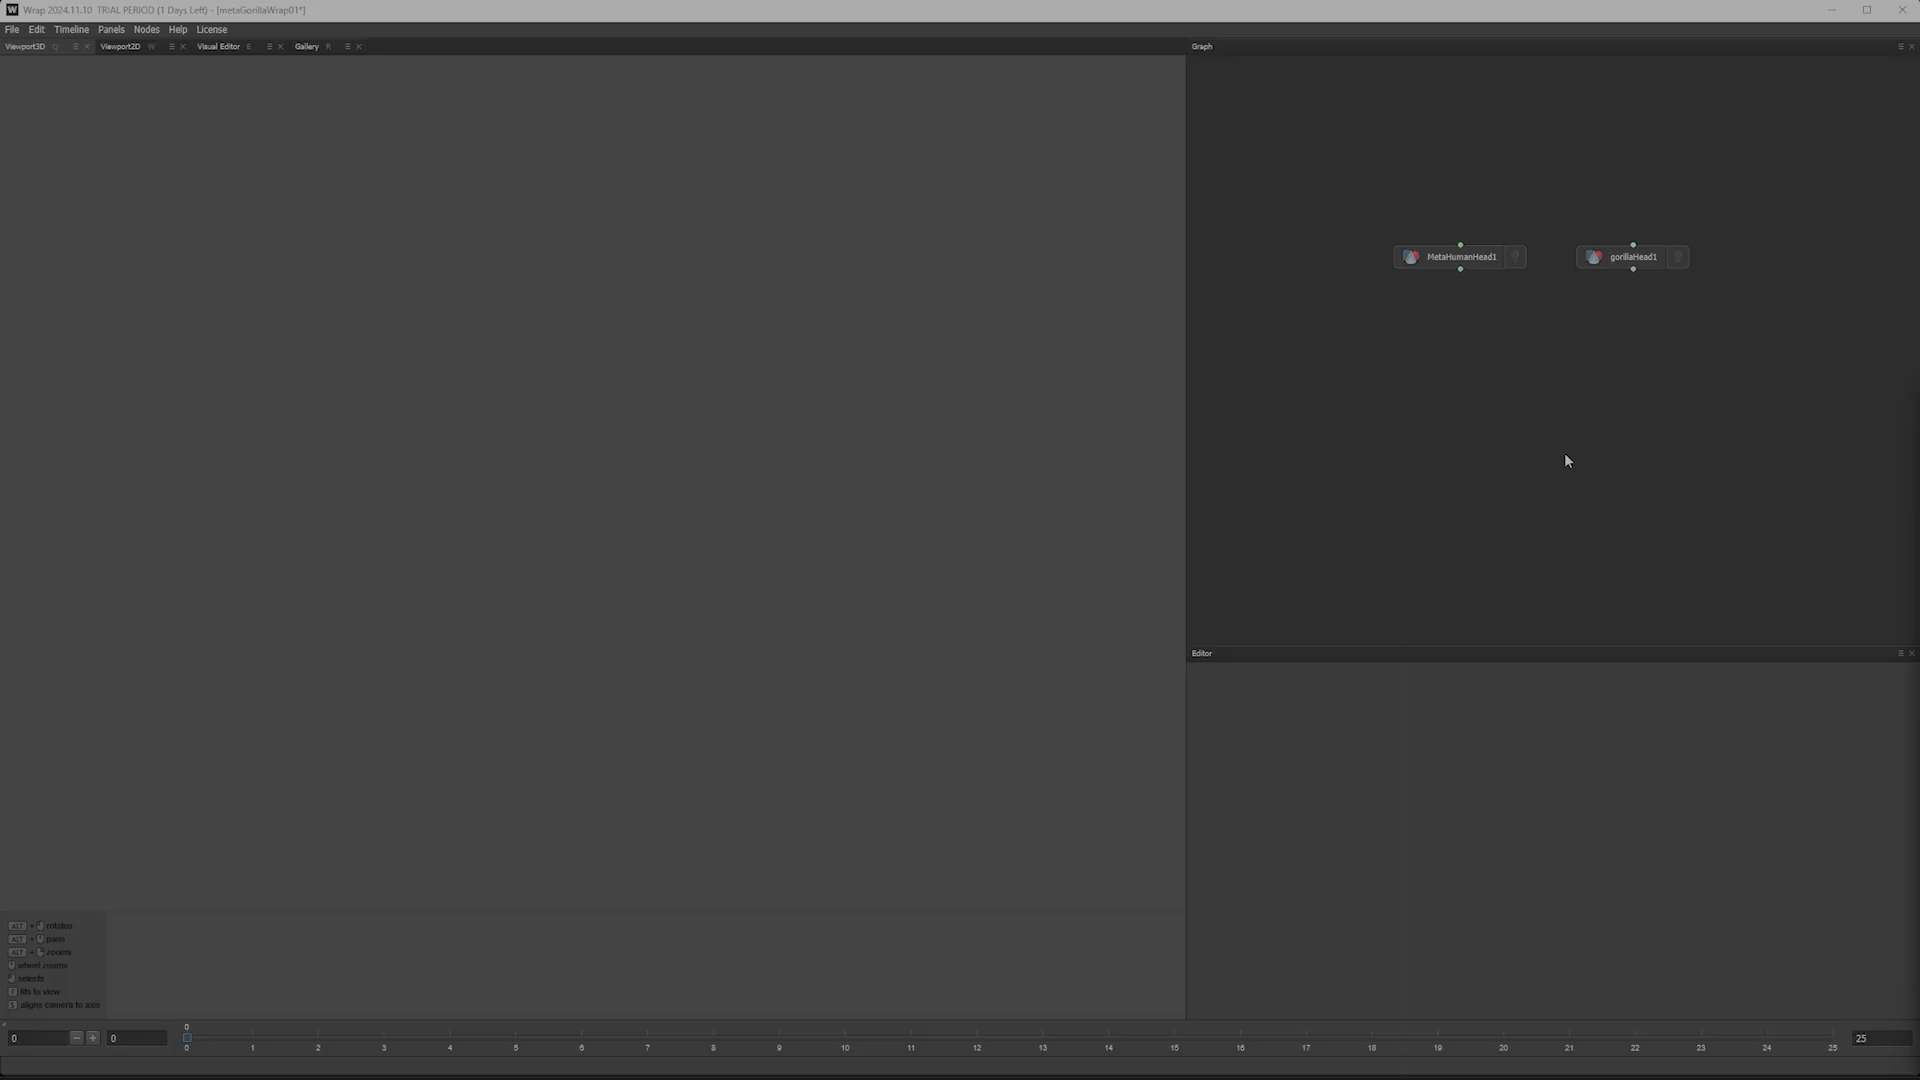 Wrap 2024.11.10 TRIAL PERIOD (1 Days Left) - [metaGorillaWrap01*]
File Edit Timeline Panels Nodes Help License
Viewport3D Q Viewport2D W Visual Editor E Gallery R Graph
MetaHumanHead1 gorillaHead1
Editor
ALT + rotates
ALT + pans
ALT + zooms
wheel zooms
selects
F fits to view
S aligns camera to axis
0
0 0 25
0 1 2 3 4 5 6 7 8 9 10 11 12 13 14 15 16 17 18 19 20 21 22 23 24 25